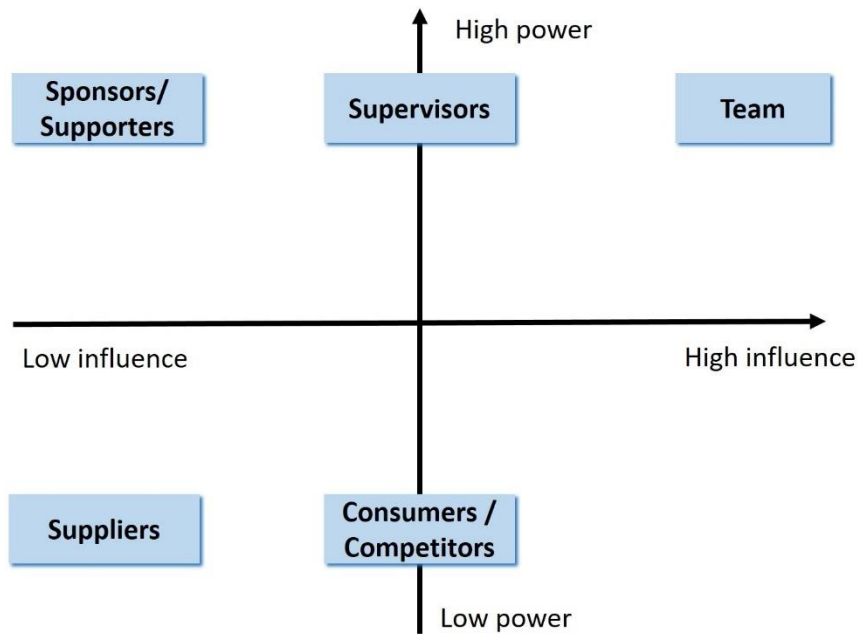 High power
Sponsors/
Supporters
Supervisors
Team
Low influence
High influence
Suppliers
Consumers /
Competitors
Low power